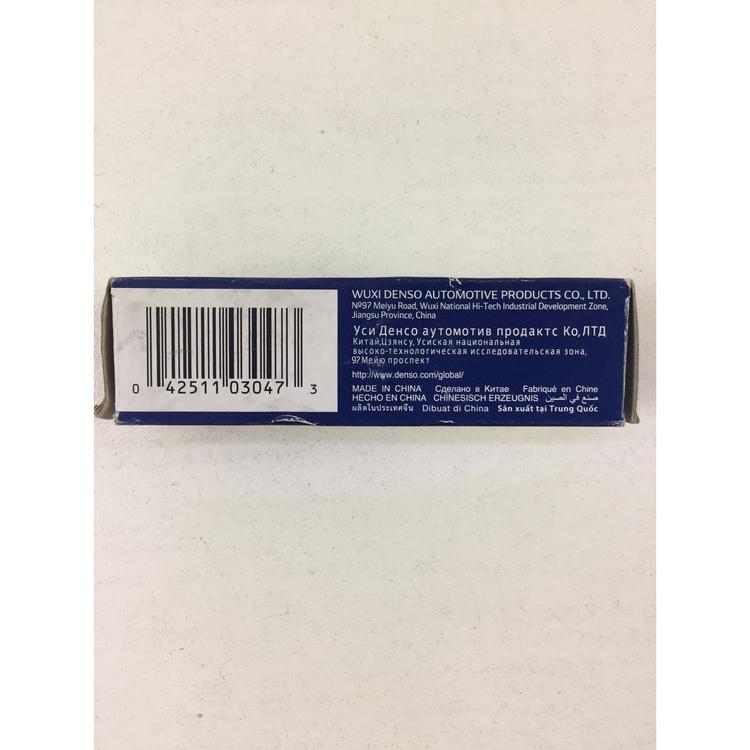 0 42511 03047 3
WUXI DENSO AUTOMOTIVE PRODUCTS CO., LTD.
Nº97 Meiyu Road, Wuxi National Hi-Tech Industrial Development Zone,
Jiangsu Province, China
Уси Денсо аутомотив продактс Ко,ЛТД
Китай,Цзянсу, Усиская национальная
высоко-технологическая исследовательская зона,
97 Мейю проспект
http://www.denso.com/global/
MADE IN CHINA Сделано в Китае Fabriqué en Chine
HECHO EN CHINA CHINESISCH ERZEUGNIS صنع في الصين
ผลิตในประเทศจีน Dibuat di China Sản xuất tại Trung Quốc